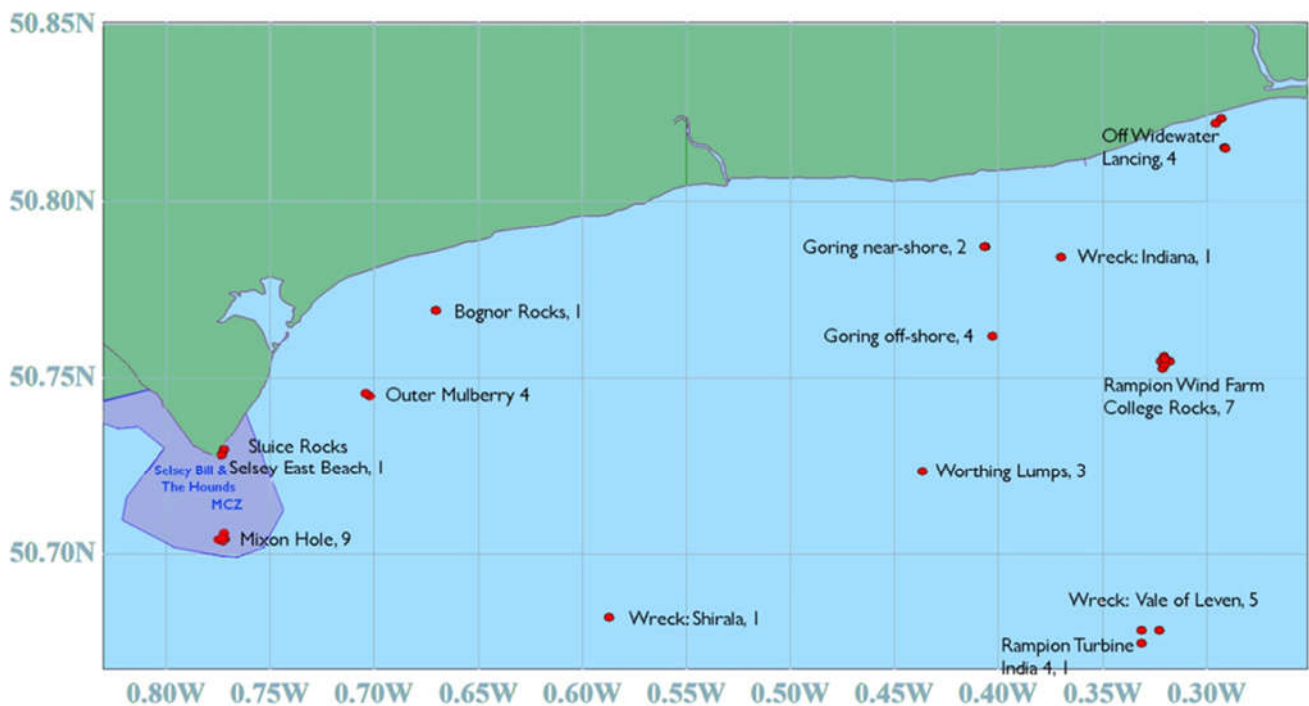 50.85N
Off Widewater
Lancing, 4
50.80N
Goring near-shore, 2
Wreck: Indiana, 1
Bognor Rocks, 1
Goring off-shore, 4
50.75N
Rampion Wind Farm
College Rocks, 7
Outer Mulberry 4
Sluice Rocks
Selsey East Beach, 1
Selsey Bill &
The Hounds
MCZ
Worthing Lumps, 3
50.70N
Mixon Hole, 9
Wreck: Vale of Leven, 5
Wreck: Shirala, 1
Rampion Turbine
India 4, 1
0.80W 0.75W 0.70W 0.65W 0.60W 0.55W 0.50W 0.45W 0.40W 0.35W 0.30W